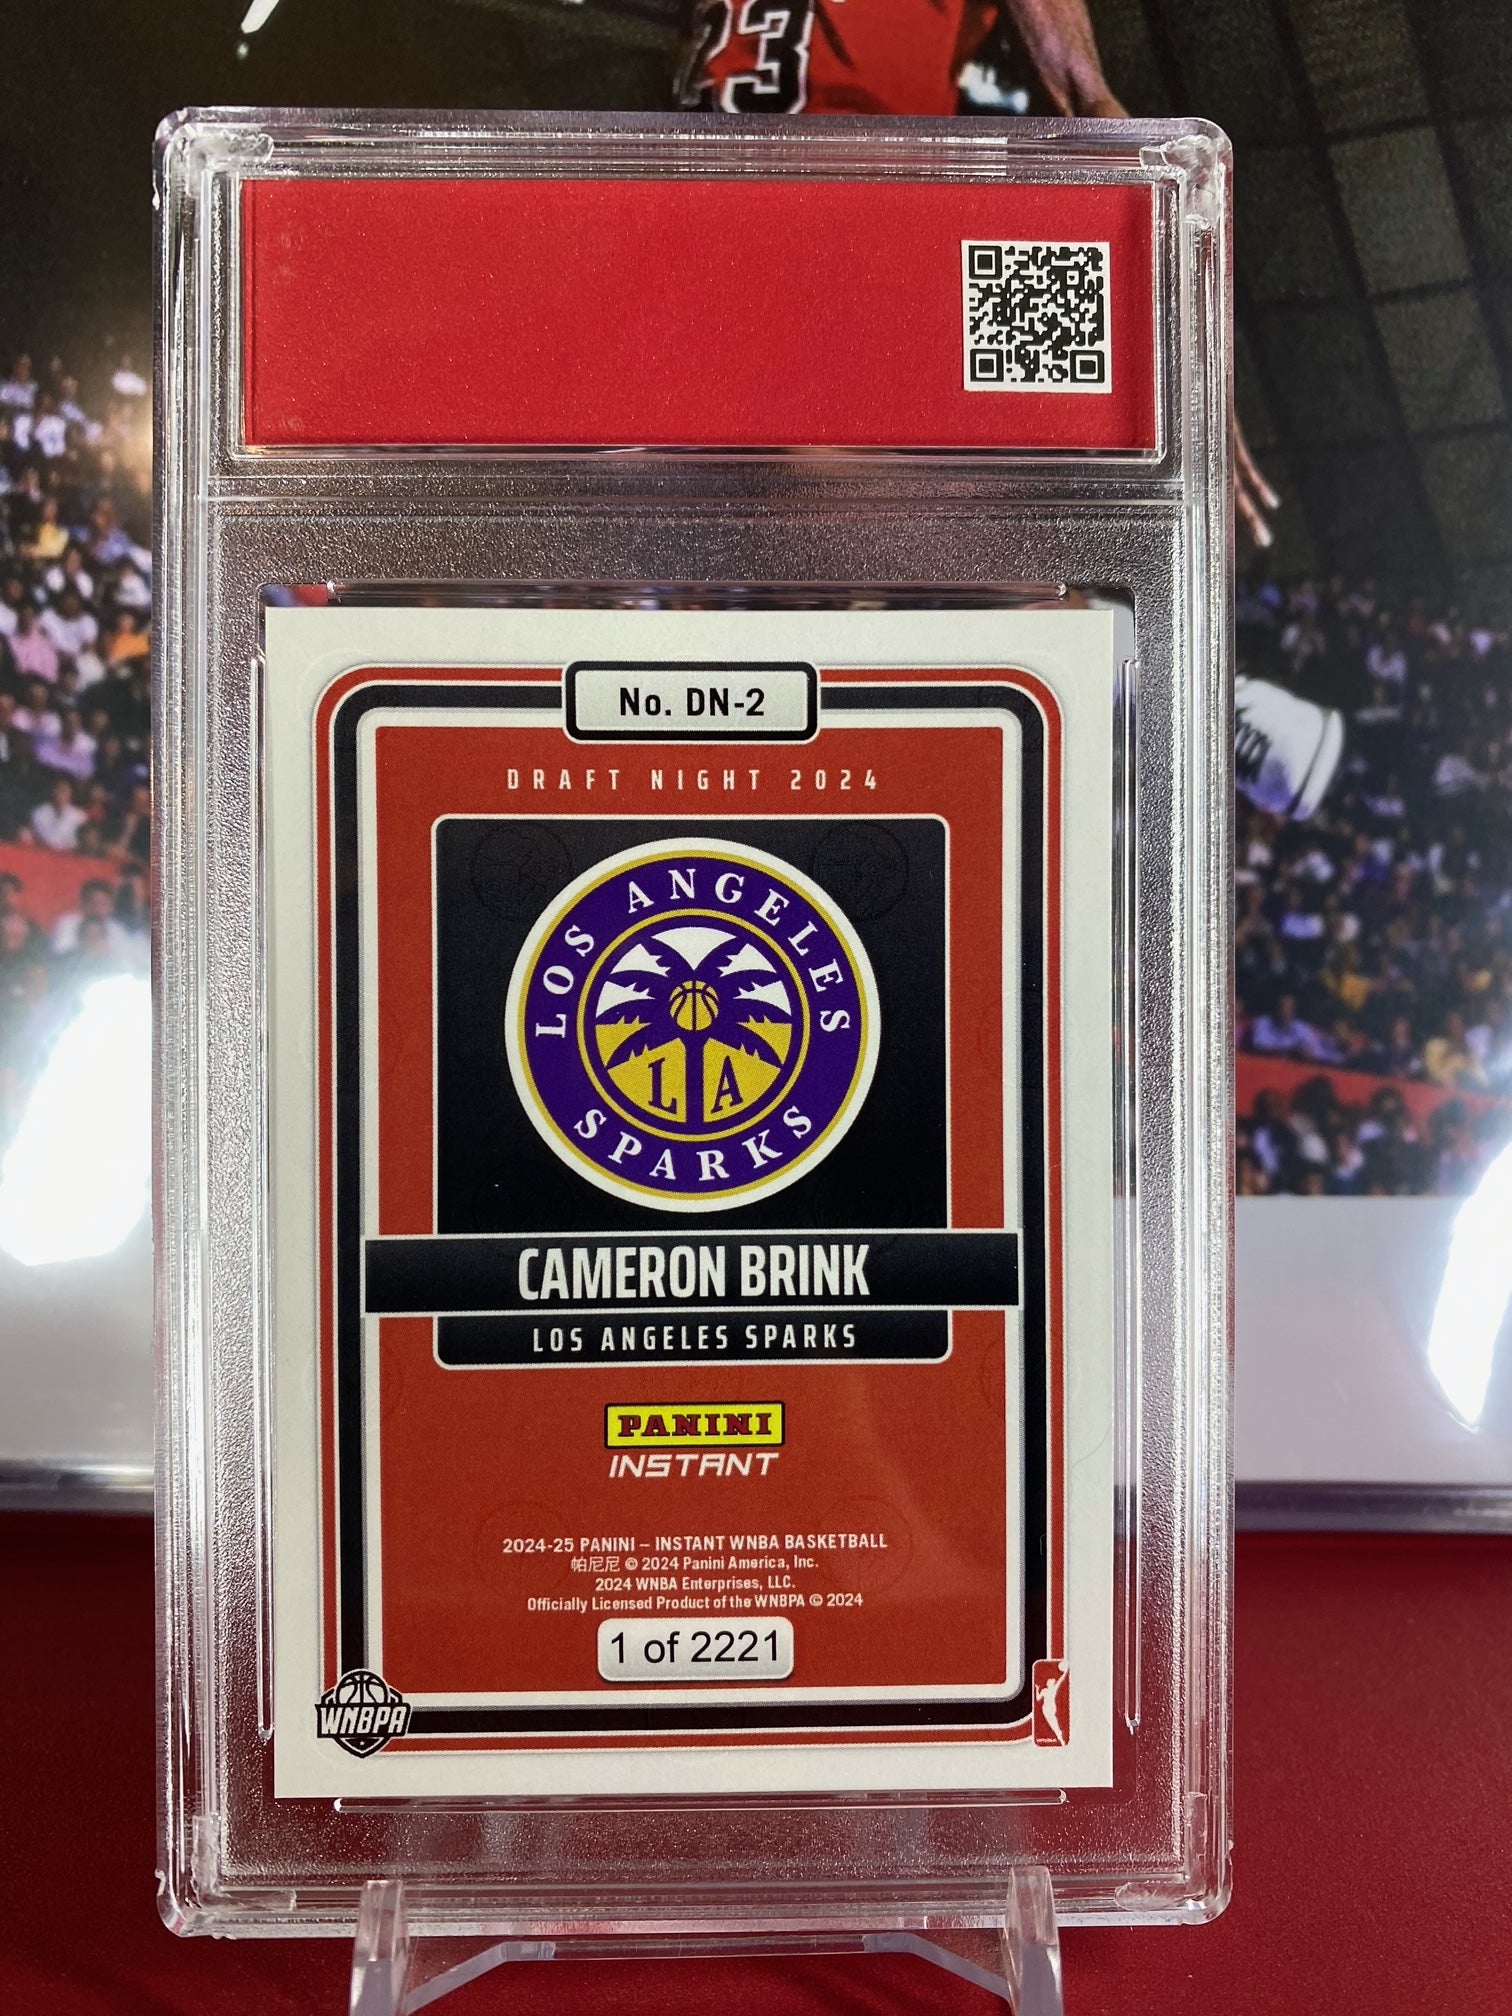 23
No. DN-2
DRAFT NIGHT 2024
LOS ANGELES
LA
SPARKS
CAMERON BRINK
LOS ANGELES SPARKS
PANINI
INSTANT
2024-25 PANINI – INSTANT WNBA BASKETBALL
帕尼尼 © 2024 Panini America, Inc.
2024 WNBA Enterprises, LLC.
Officially Licensed Product of the WNBPA © 2024
1 of 2221
WNBPA